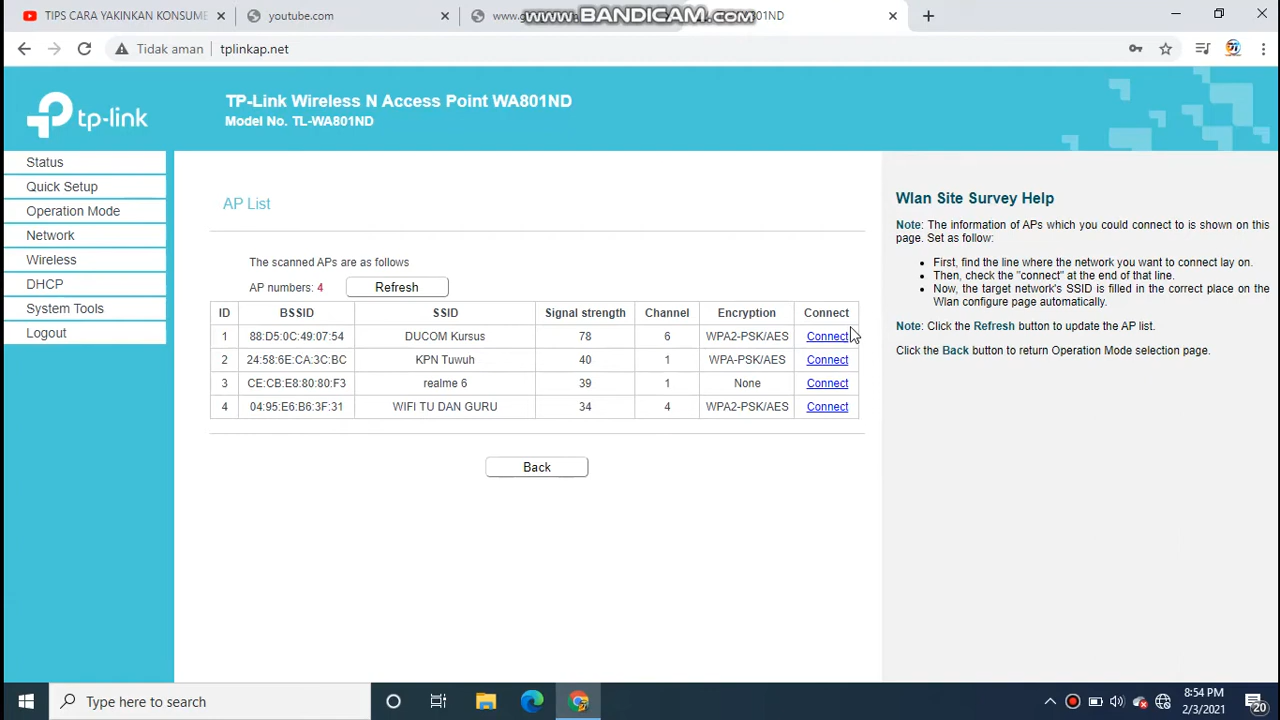 TIPS CARA YAKINKAN KONSUME
youtube.com
www.g
801ND
WWW.BANDICAM.COM
Tidak aman
tplinkap.net
tp-link
TP-Link Wireless N Access Point WA801ND
Model No. TL-WA801ND
Status
Quick Setup
Operation Mode
Network
Wireless
DHCP
System Tools
Logout
AP List
The scanned APs are as follows
AP numbers: 4 Refresh
ID BSSID SSID Signal strength Channel Encryption Connect
1 88:D5:0C:49:07:54 DUCOM Kursus 78 6 WPA2-PSK/AES Connect
2 24:58:6E:CA:3C:BC KPN Tuwuh 40 1 WPA-PSK/AES Connect
3 CE:CB:E8:80:80:F3 realme 6 39 1 None Connect
4 04:95:E6:B6:3F:31 WIFI TU DAN GURU 34 4 WPA2-PSK/AES Connect
Back
Wlan Site Survey Help
Note: The information of APs which you could connect to is shown on this
page. Set as follow:
First, find the line where the network you want to connect lay on.
Then, check the "connect" at the end of that line.
Now, the target network's SSID is filled in the correct place on the
Wlan configure page automatically.
Note: Click the Refresh button to update the AP list.
Click the Back button to return Operation Mode selection page.
Type here to search
8:54 PM
2/3/2021
20